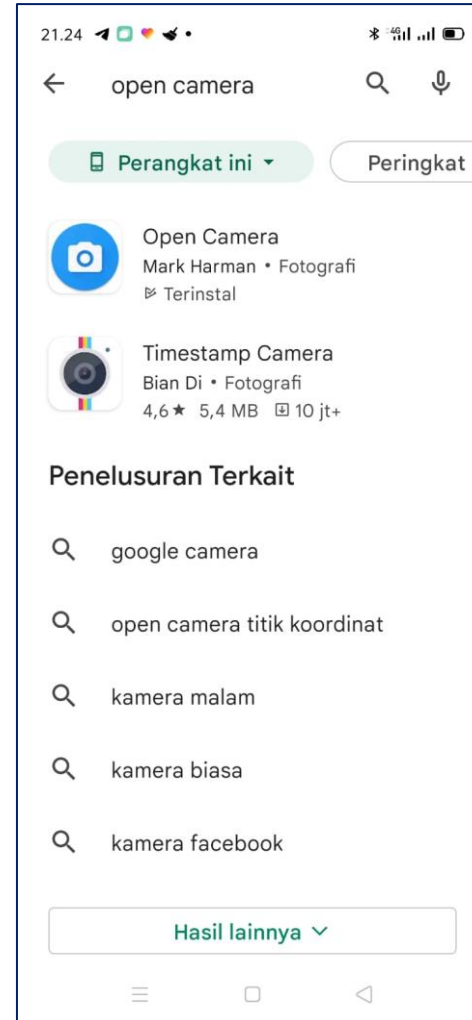 21.24
4G
open camera
Perangkat ini
Peringkat
Open Camera
Mark Harman • Fotografi
Terinstal
Timestamp Camera
Bian Di • Fotografi
4,6★ 5,4 MB 10 jt+
Penelusuran Terkait
google camera
open camera titik koordinat
kamera malam
kamera biasa
kamera facebook
Hasil lainnya